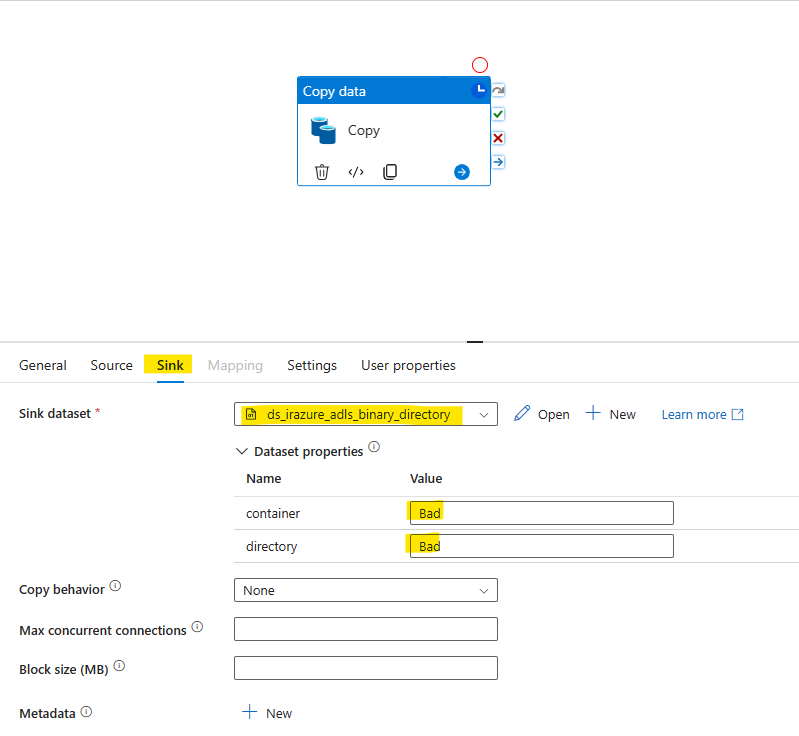 Copy data
Copy
General Source Sink Mapping Settings User properties
Sink dataset * ds_irazure_adls_binary_directory Open New Learn more
Dataset properties
Name Value
container Bad
directory Bad
Copy behavior None
Max concurrent connections
Block size (MB)
Metadata New